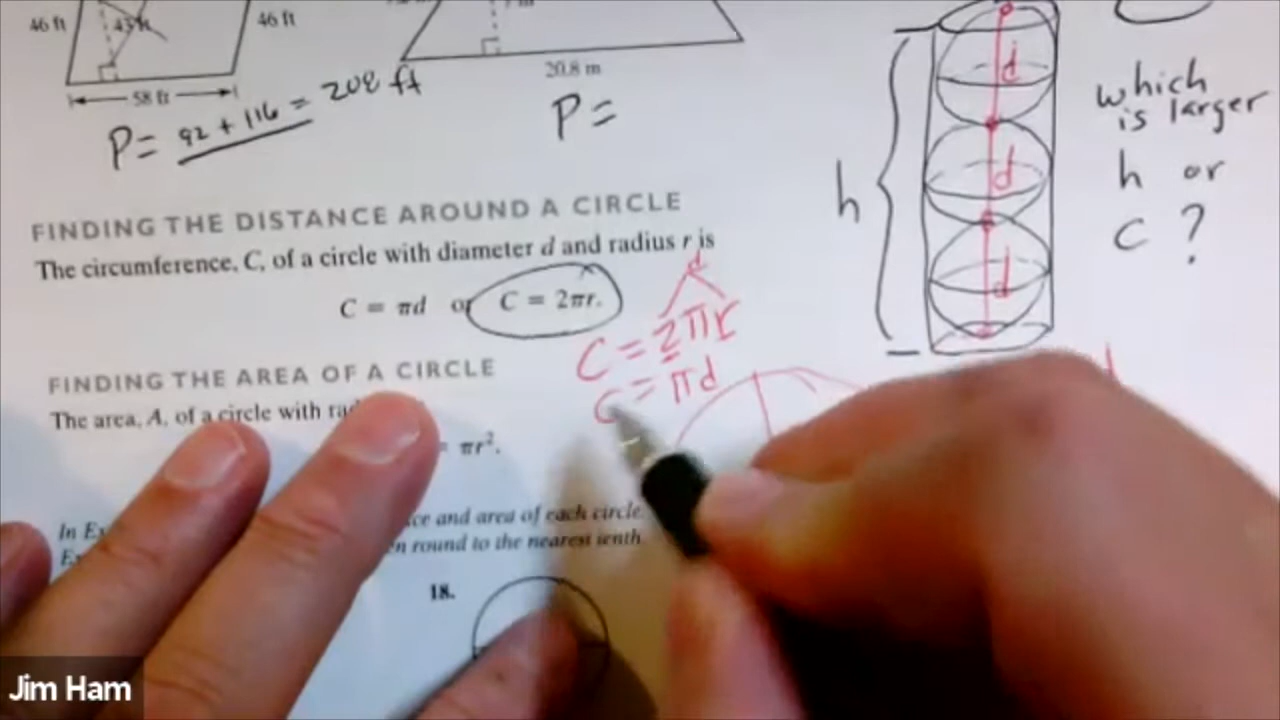 46 ft
43 ft
46 ft
58 ft
P = 92 + 116 = 208 ft
20.8 m
P =
h
d
d
d
which
is larger
h or
C ?
FINDING THE DISTANCE AROUND A CIRCLE
The circumference, C, of a circle with diameter d and radius r is
C = πd or C = 2πr.
d
C = 2πr
C = πd
d
FINDING THE AREA OF A CIRCLE
The area, A, of a circle with
= πr².
In
and area of each circle.
round to the nearest tenth
18.
Jim Ham